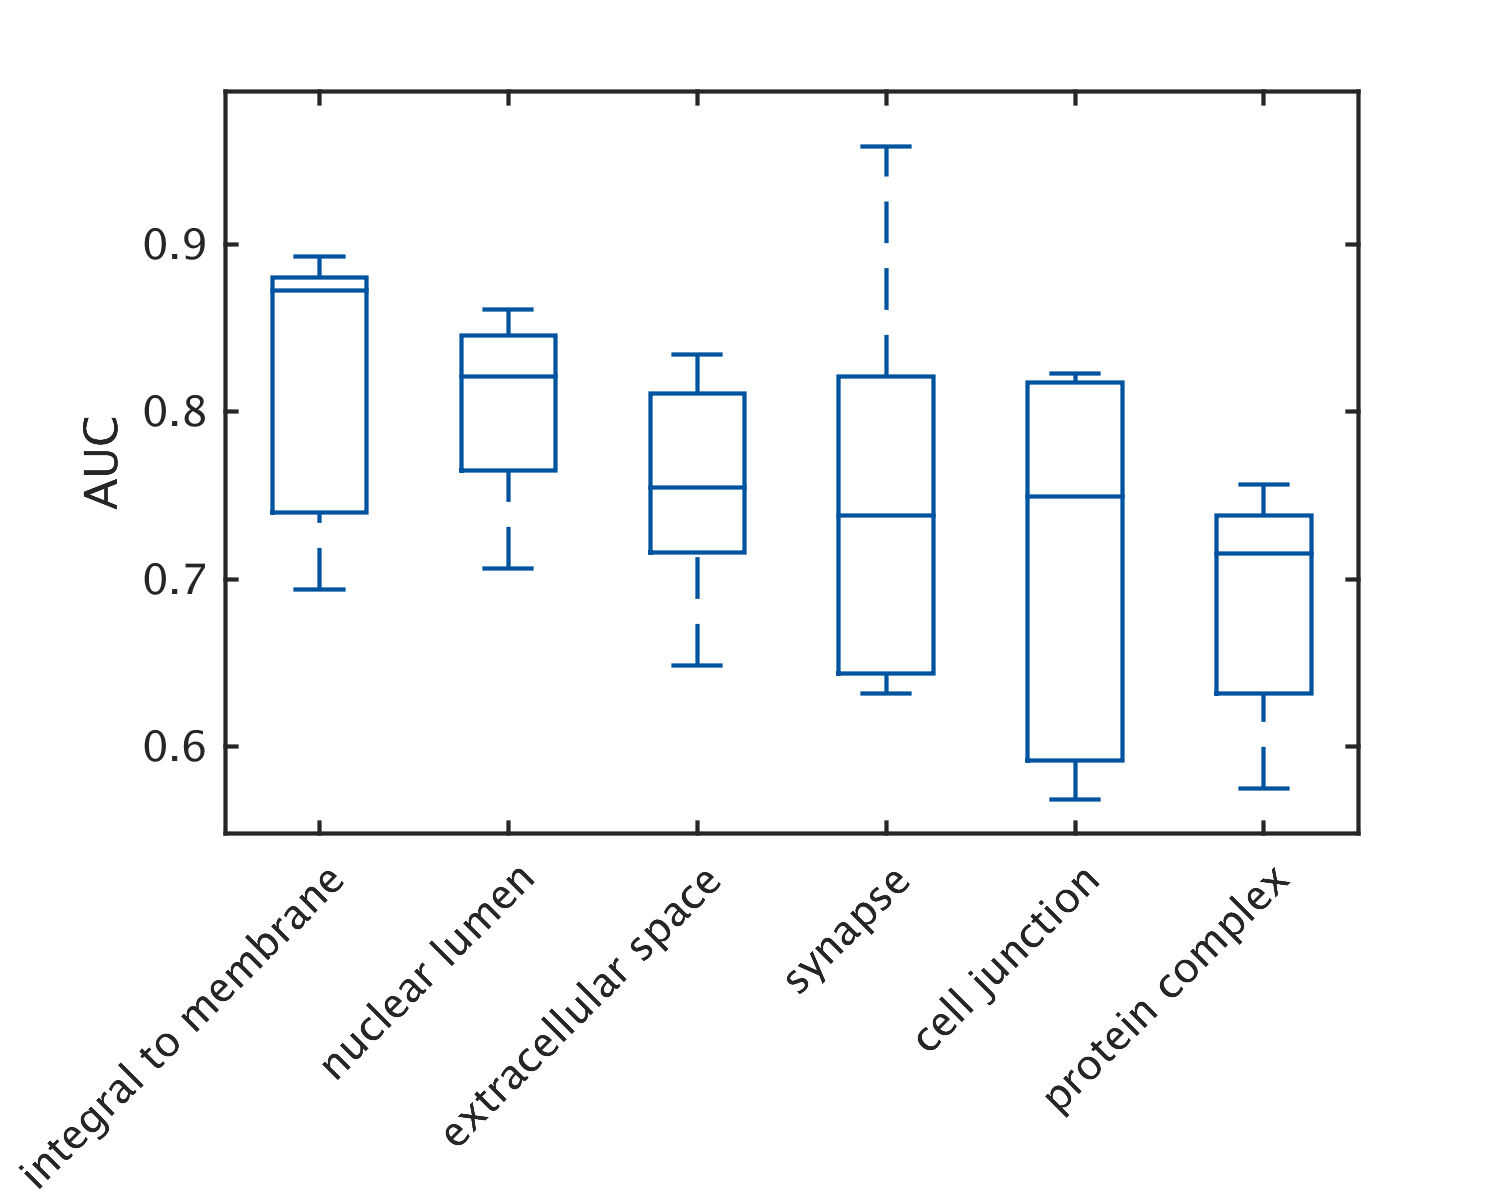 AUC
0.9
0.8
0.7
0.6
integral to membrane
nuclear lumen
extracellular space
synapse
cell junction
protein complex